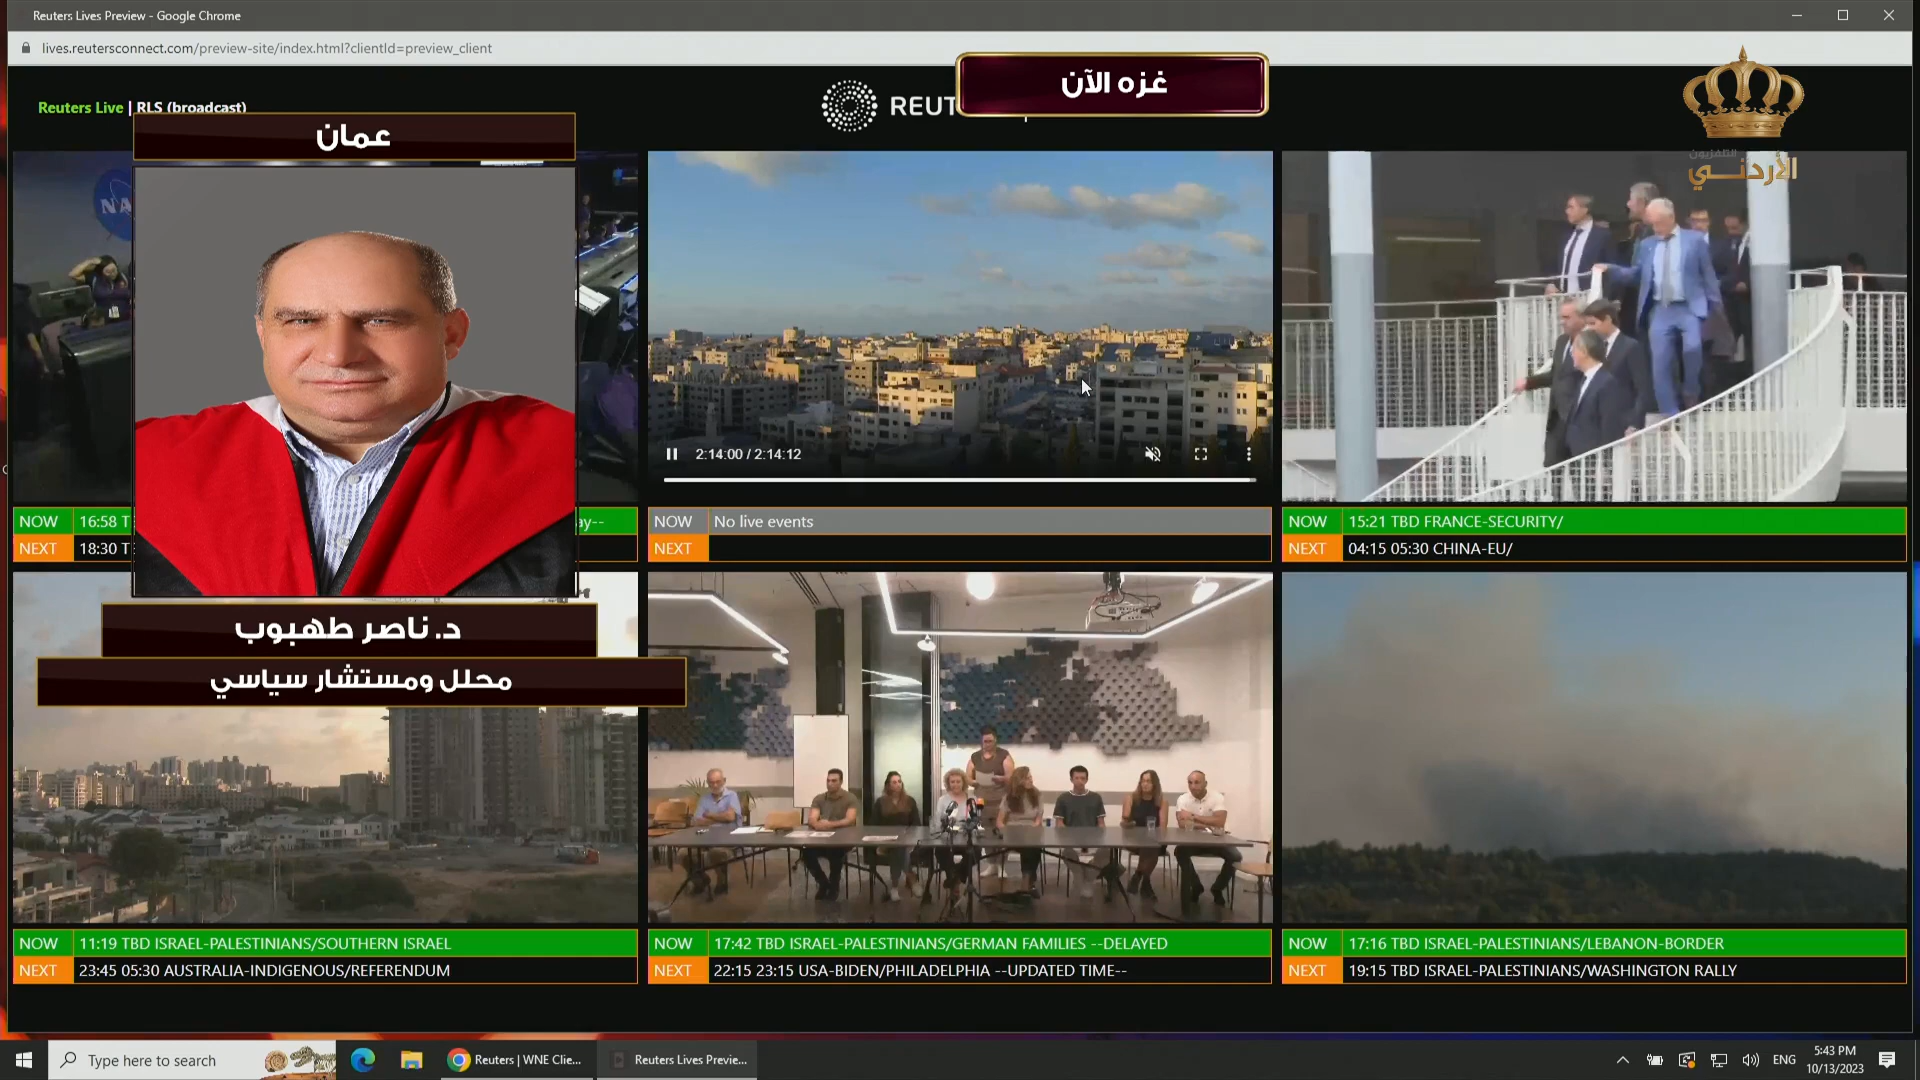 Reuters Lives Preview - Google Chrome
lives.reutersconnect.com/preview-site/index.html?clientId=preview_client
غزه الآن
Reuters Live | RLS (broadcast)
REUT
عمان
التلفزيون
الأردني
NASA
2:14:00 / 2:14:12
NOW 16:58 T ay--
NEXT 18:30 T
NOW No live events
NEXT
NOW 15:21 TBD FRANCE-SECURITY/
NEXT 04:15 05:30 CHINA-EU/
د. ناصر طهبوب
محلل ومستشار سياسي
NOW 11:19 TBD ISRAEL-PALESTINIANS/SOUTHERN ISRAEL
NEXT 23:45 05:30 AUSTRALIA-INDIGENOUS/REFERENDUM
NOW 17:42 TBD ISRAEL-PALESTINIANS/GERMAN FAMILIES --DELAYED
NEXT 22:15 23:15 USA-BIDEN/PHILADELPHIA --UPDATED TIME--
NOW 17:16 TBD ISRAEL-PALESTINIANS/LEBANON-BORDER
NEXT 19:15 TBD ISRAEL-PALESTINIANS/WASHINGTON RALLY
Type here to search
Reuters | WNE Clie...
Reuters Lives Previe...
ENG
5:43 PM
10/13/2023